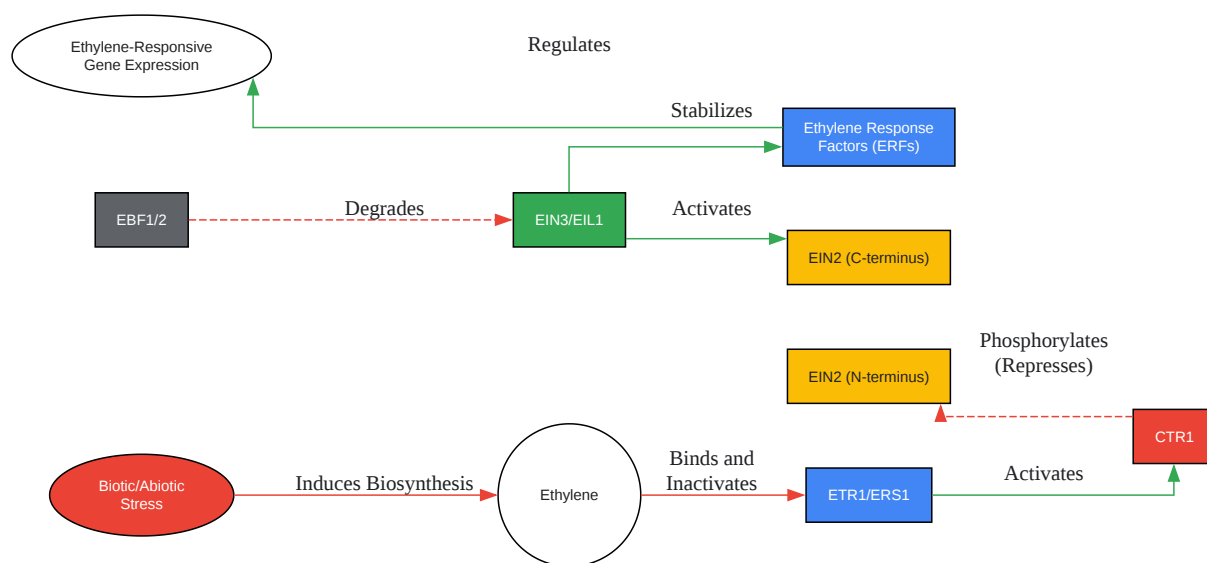 Ethylene-Responsive
Gene Expression
Regulates
Stabilizes
Ethylene Response
Factors (ERFs)
EBF1/2
Degrades
EIN3/EIL1
Activates
EIN2 (C-terminus)
EIN2 (N-terminus)
Phosphorylates
(Represses)
CTR1
Biotic/Abiotic
Stress
Induces Biosynthesis
Ethylene
Binds and
Inactivates
ETR1/ERS1
Activates